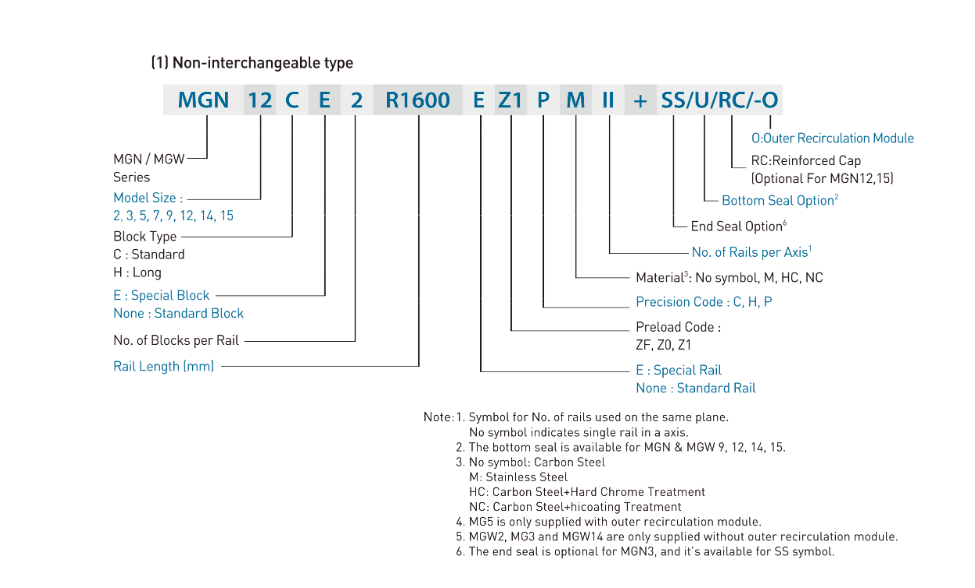 (1) Non-interchangeable type
MGN 12 C E 2 R1600 E Z1 P M II + SS/U/RC/-O
O:Outer Recirculation Module
MGN / MGW
Series
RC:Reinforced Cap
(Optional For MGN12,15)
Model Size :
2, 3, 5, 7, 9, 12, 14, 15
Bottom Seal Option2
End Seal Option6
Block Type
C : Standard
H : Long
No. of Rails per Axis1
Material3: No symbol, M, HC, NC
E : Special Block
None : Standard Block
Precision Code : C, H, P
No. of Blocks per Rail
Preload Code :
ZF, Z0, Z1
Rail Length (mm)
E : Special Rail
None : Standard Rail
Note:1. Symbol for No. of rails used on the same plane.
No symbol indicates single rail in a axis.
2. The bottom seal is available for MGN & MGW 9, 12, 14, 15.
3. No symbol: Carbon Steel
M: Stainless Steel
HC: Carbon Steel+Hard Chrome Treatment
NC: Carbon Steel+hicoating Treatment
4. MG5 is only supplied with outer recirculation module.
5. MGW2, MG3 and MGW14 are only supplied without outer recirculation module.
6. The end seal is optional for MGN3, and it's available for SS symbol.